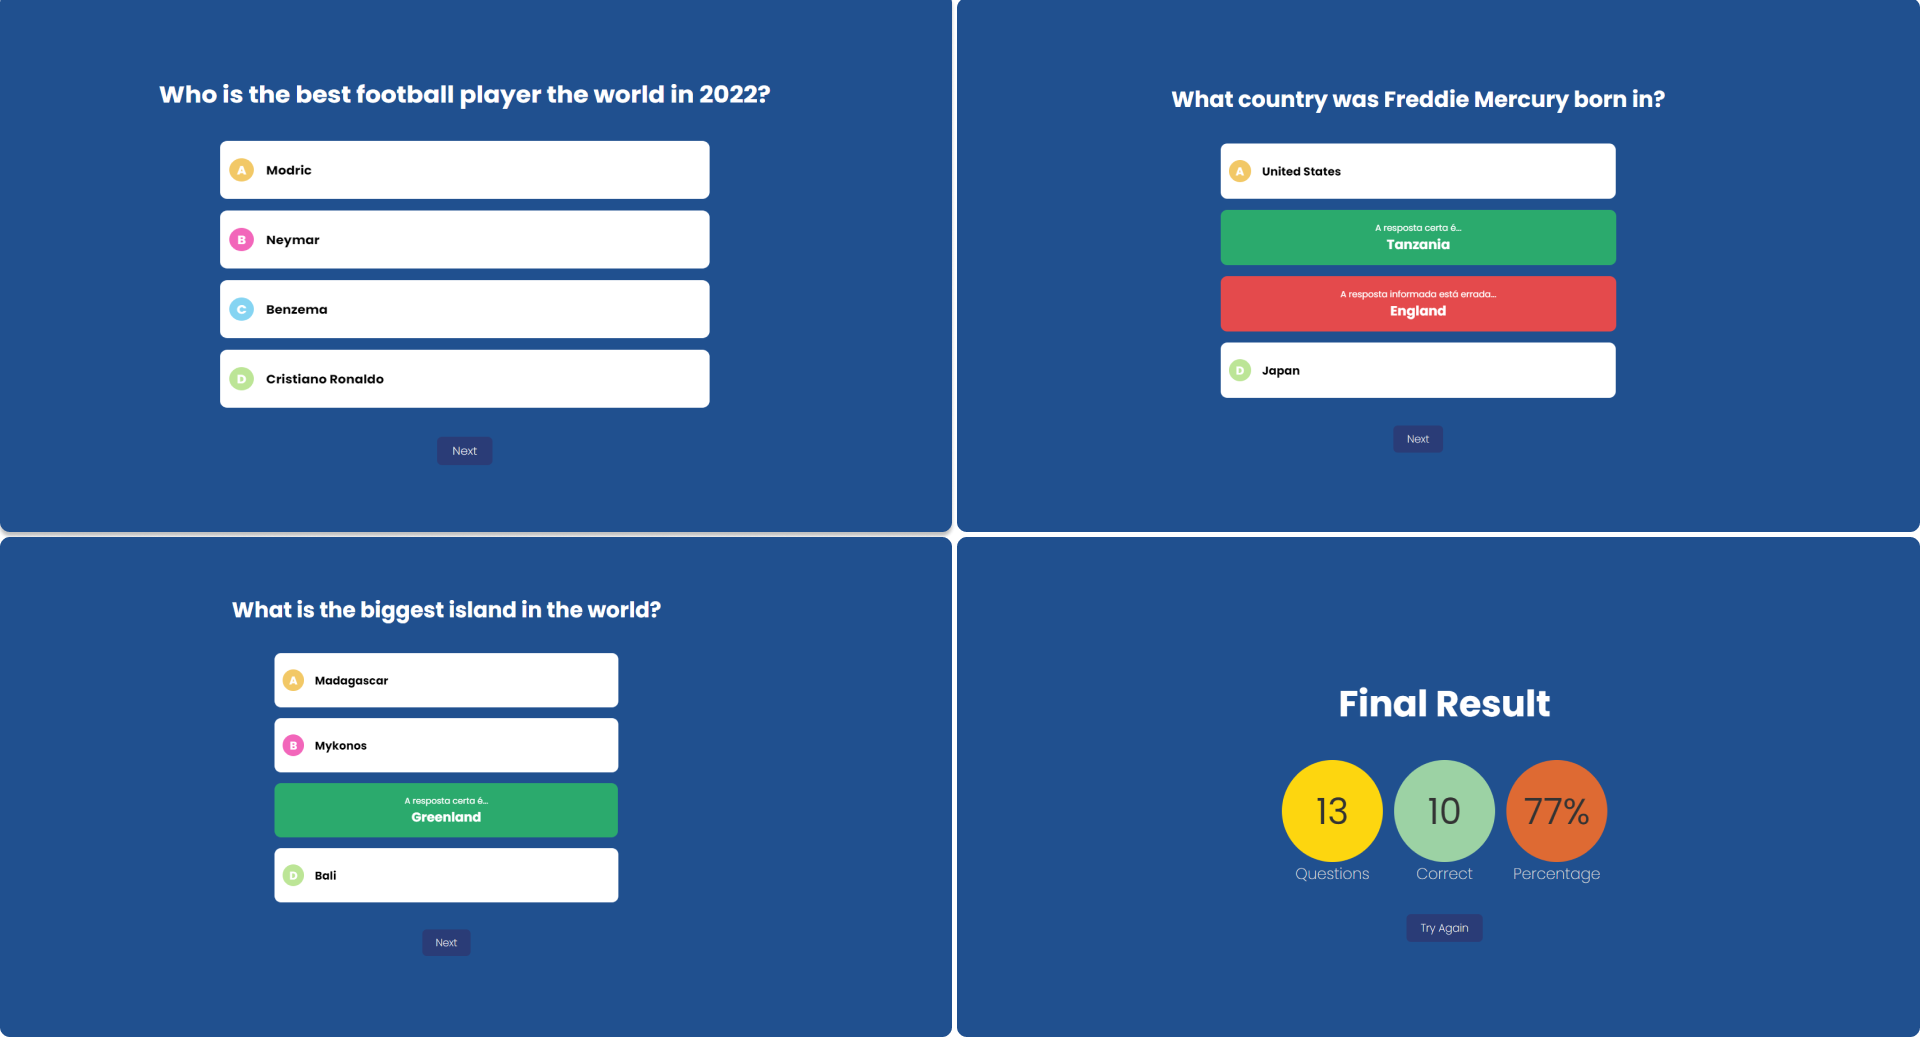 Who is the best football player the world in 2022?
A Modric
B Neymar
C Benzema
D Cristiano Ronaldo
Next
What country was Freddie Mercury born in?
A United States
A resposta certa é...
Tanzania
A resposta informada está errada...
England
D Japan
Next
What is the biggest island in the world?
A Madagascar
B Mykonos
A resposta certa é...
Greenland
D Bali
Next
Final Result
13 10 77%
Questions Correct Percentage
Try Again